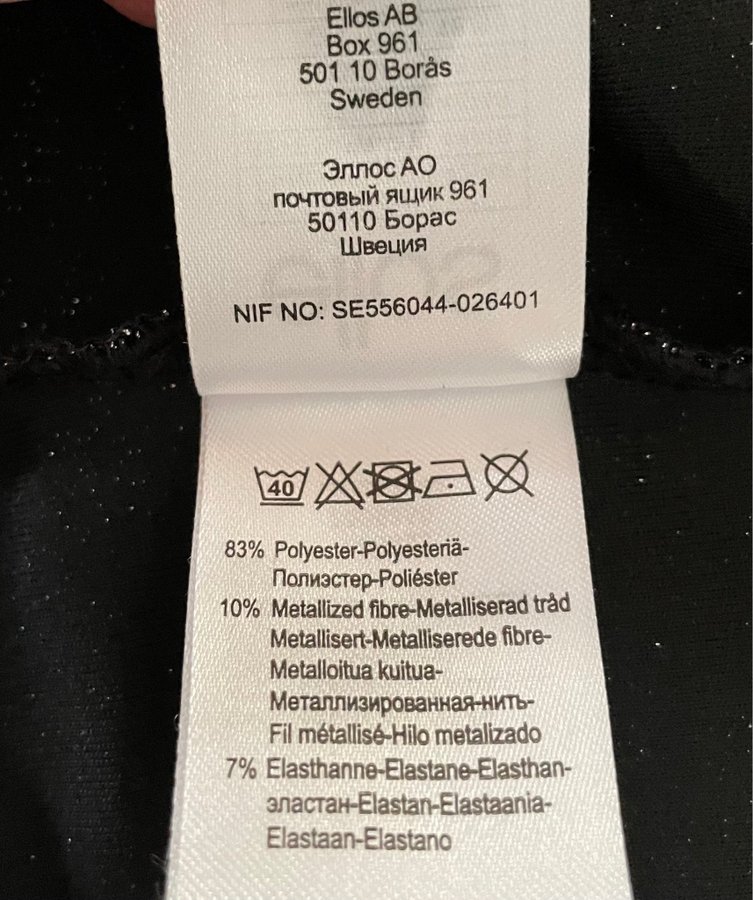 Ellos AB
Box 961
501 10 Borås
Sweden
Эллос АО
почтовый ящик 961
50110 Борас
Швеция
NIF NO: SE556044-026401
40
83% Polyester-Polyesteriä-
Полиэстер-Poliéster
10% Metallized fibre-Metalliserad tråd
Metallisert-Metalliserede fibre-
Metalloitua kuitua-
Металлизированная-нить-
Fil métallisé-Hilo metalizado
7% Elasthanne-Elastane-Elasthan-
эластан-Elastan-Elastaania-
Elastaan-Elastano